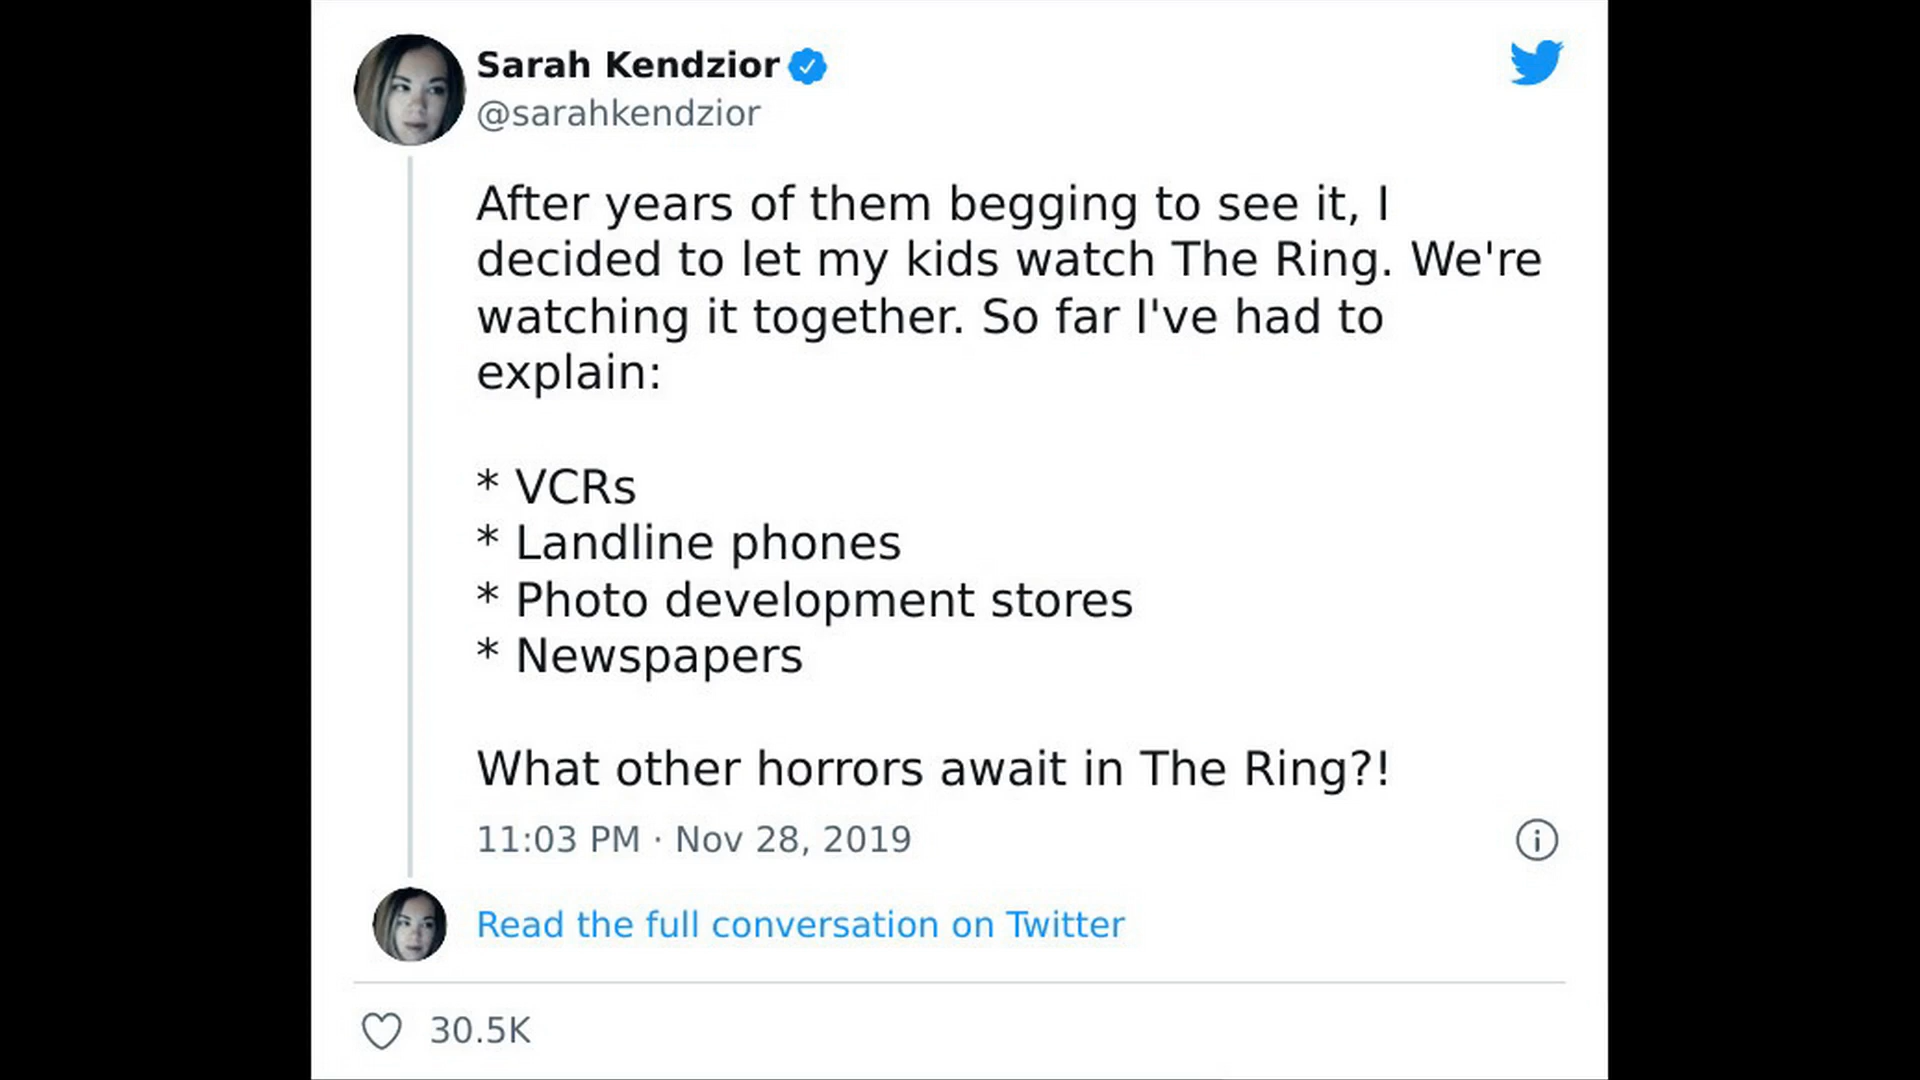 Sarah Kendzior
@sarahkendzior
After years of them begging to see it, I
decided to let my kids watch The Ring. We're
watching it together. So far I've had to
explain:
* VCRs
* Landline phones
* Photo development stores
* Newspapers
What other horrors await in The Ring?!
11:03 PM · Nov 28, 2019
Read the full conversation on Twitter
30.5K